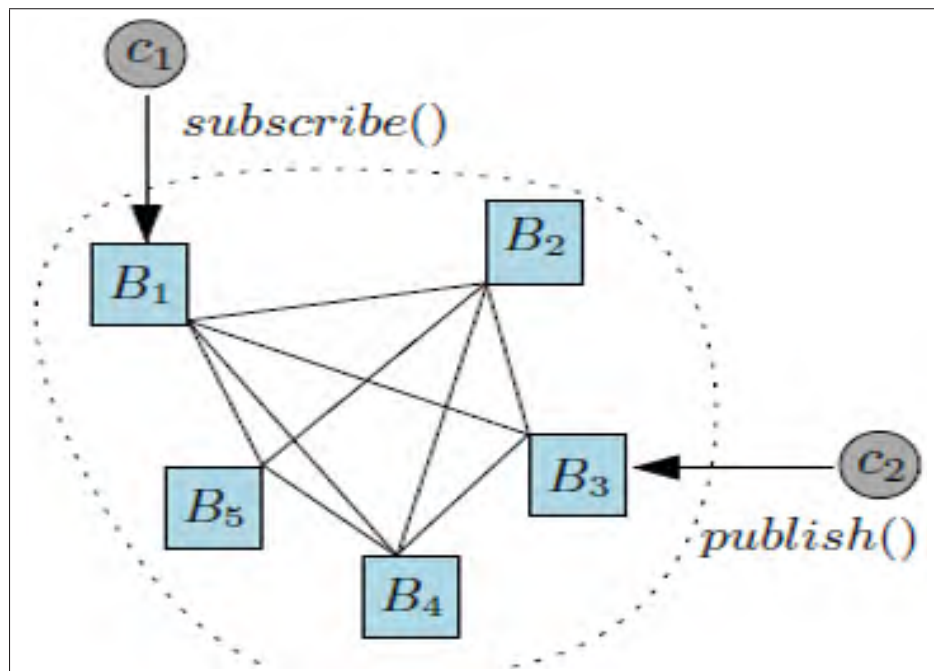 c₁
subscribe()
B₂
B₁
B₃
c₂
B₅
publish()
B₄